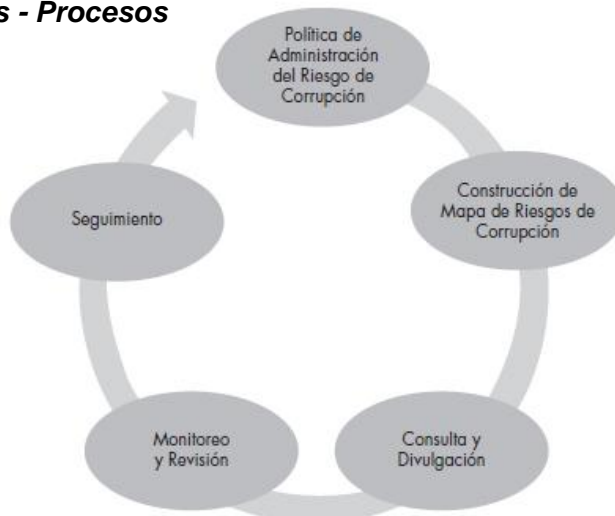 s - Procesos
Política de
Administración
del Riesgo de
Corrupción
Construcción de
Mapa de Riesgos de
Corrupción
Consulta y
Divulgación
Monitoreo
y Revisión
Seguimiento